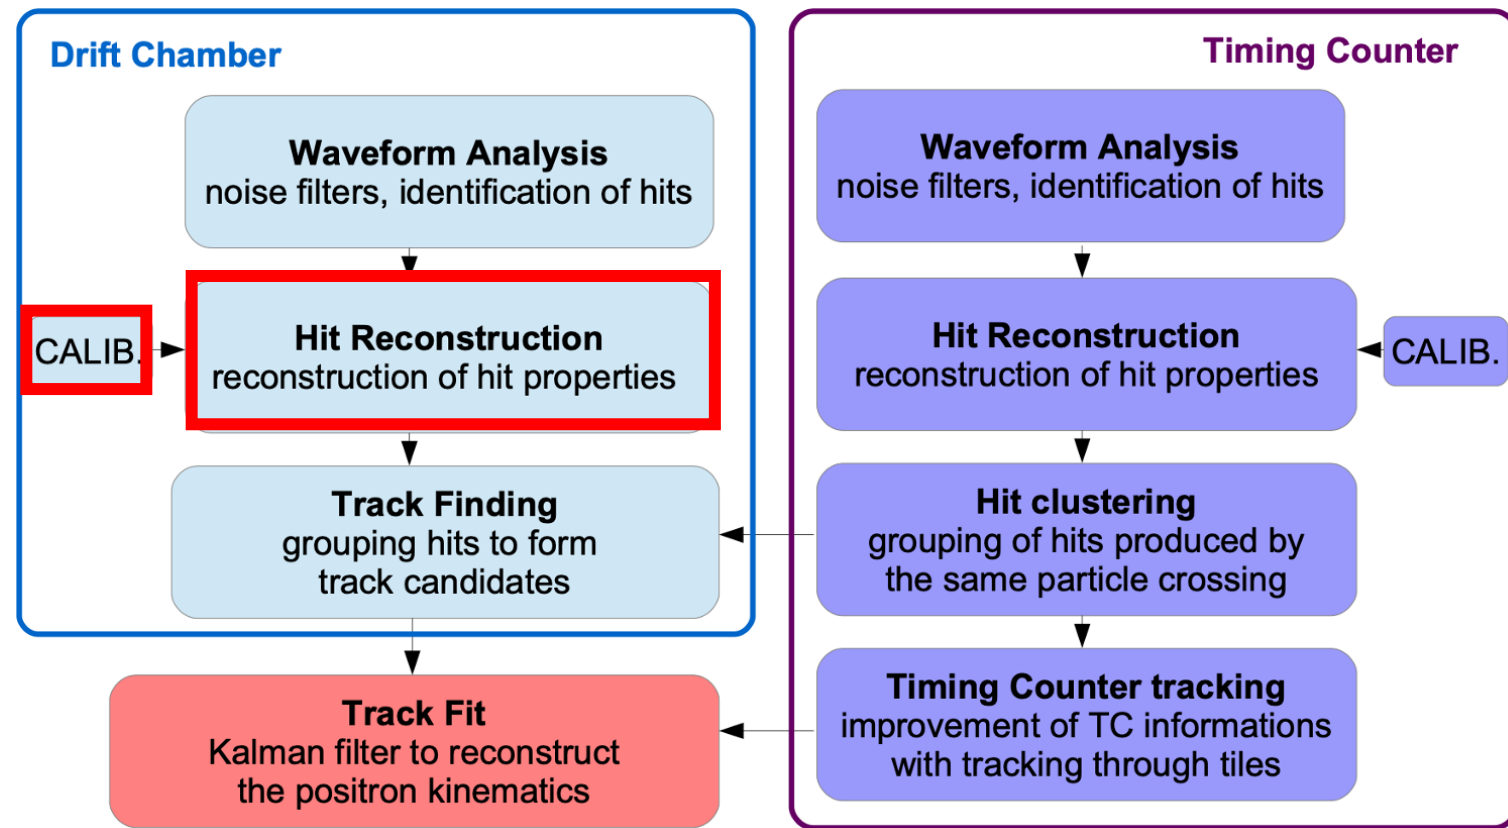 Drift Chamber
Waveform Analysis
noise filters, identification of hits
CALIB.
Hit Reconstruction
reconstruction of hit properties
Track Finding
grouping hits to form
track candidates
Track Fit
Kalman filter to reconstruct
the positron kinematics
Timing Counter
Waveform Analysis
noise filters, identification of hits
Hit Reconstruction
reconstruction of hit properties
CALIB.
Hit clustering
grouping of hits produced by
the same particle crossing
Timing Counter tracking
improvement of TC informations
with tracking through tiles